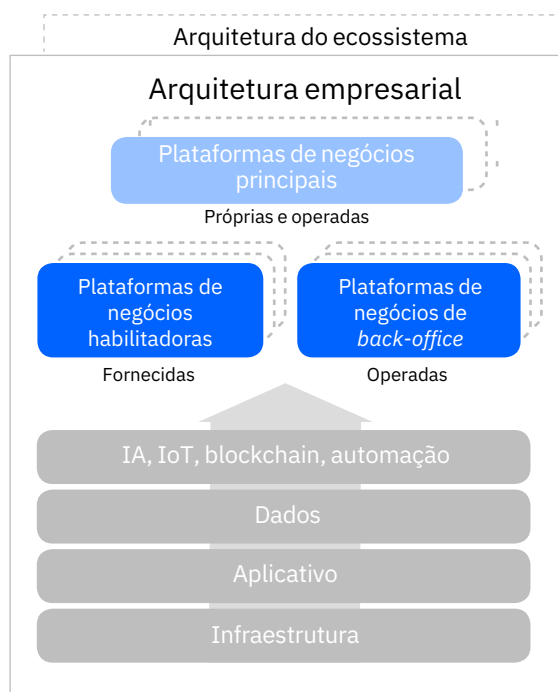 Arquitetura do ecossistema
Arquitetura empresarial
Plataformas de negócios
principais
Próprias e operadas
Plataformas de
negócios
habilitadoras
Fornecidas
Plataformas de
negócios de
back-office
Operadas
IA, IoT, blockchain, automação
Dados
Aplicativo
Infraestrutura